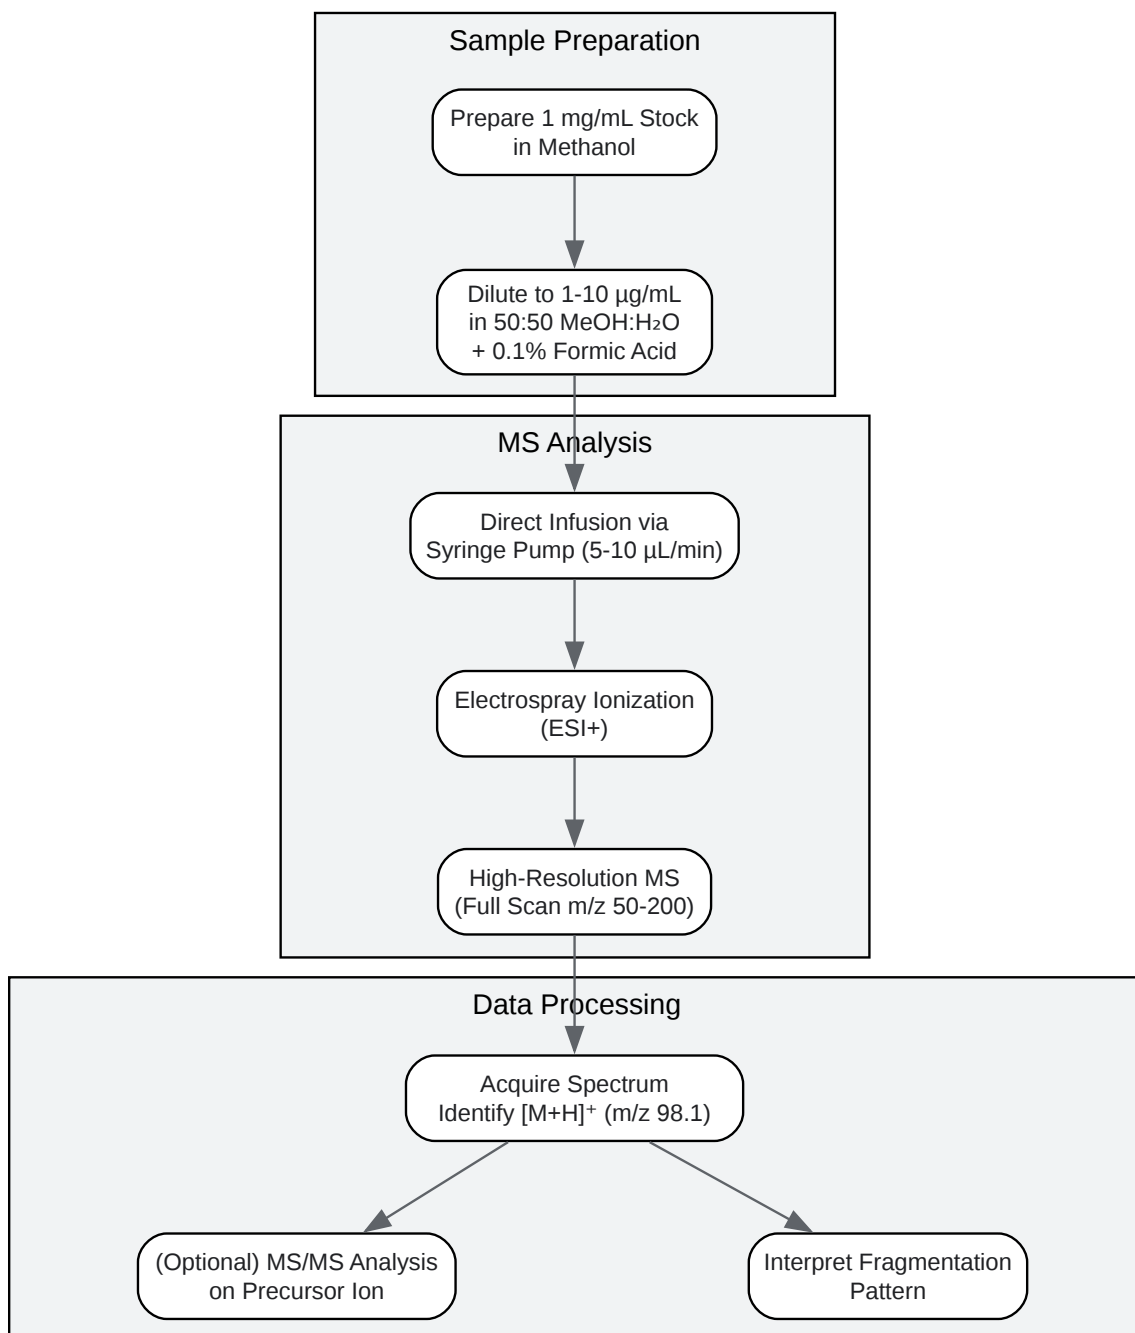 Sample Preparation
Prepare 1 mg/mL Stock
in Methanol
Dilute to 1-10 µg/mL
in 50:50 MeOH:H₂O
+ 0.1% Formic Acid
MS Analysis
Direct Infusion via
Syringe Pump (5-10 µL/min)
Electrospray Ionization
(ESI+)
High-Resolution MS
(Full Scan m/z 50-200)
Data Processing
Acquire Spectrum
Identify [M+H]⁺ (m/z 98.1)
(Optional) MS/MS Analysis
on Precursor Ion
Interpret Fragmentation
Pattern